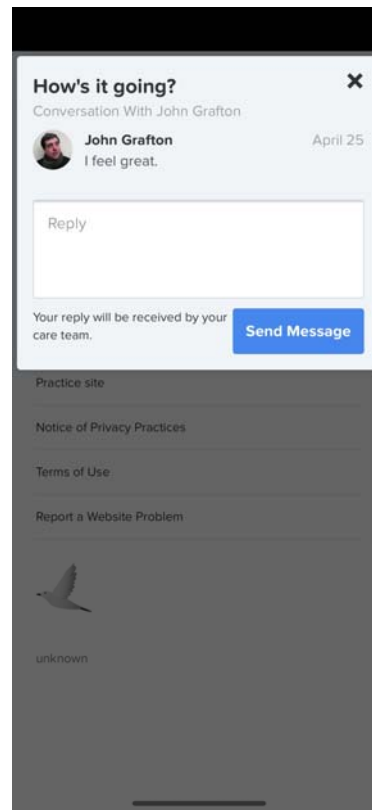 How's it going?
Conversation With John Grafton
John Grafton
April 25
I feel great.
Reply
Your reply will be received by your
care team.
Send Message
Practice site
Notice of Privacy Practices
Terms of Use
Report a Website Problem
unknown